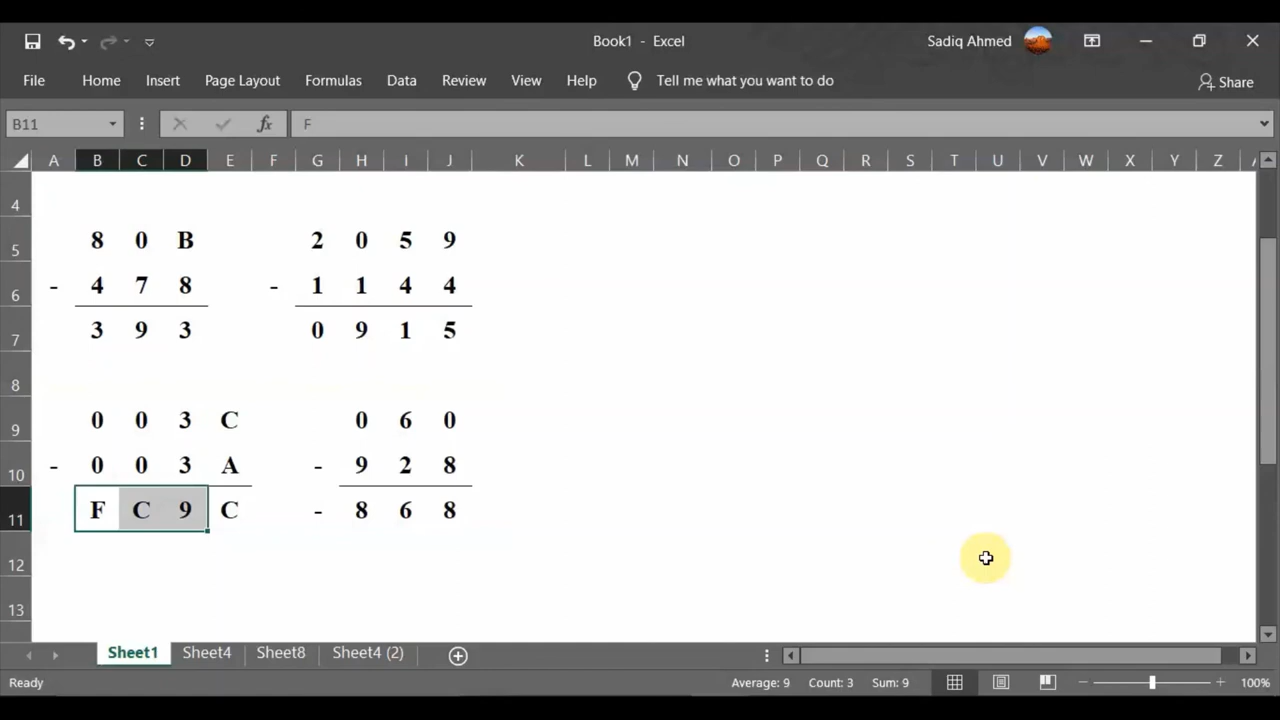 Book1 - Excel
Sadiq Ahmed
File Home Insert Page Layout Formulas Data Review View Help Tell me what you want to do Share
B11 fx F
A B C D E F G H I J K L M N O P Q R S T U V W X Y Z
4
5 8 0 B 2 0 5 9
6 - 4 7 8 - 1 1 4 4
7 3 9 3 0 9 1 5
8
9 0 0 3 C 0 6 0
10 - 0 0 3 A - 9 2 8
11 F C 9 C - 8 6 8
12
13
Sheet1 Sheet4 Sheet8 Sheet4 (2)
Ready Average: 9 Count: 3 Sum: 9 100%